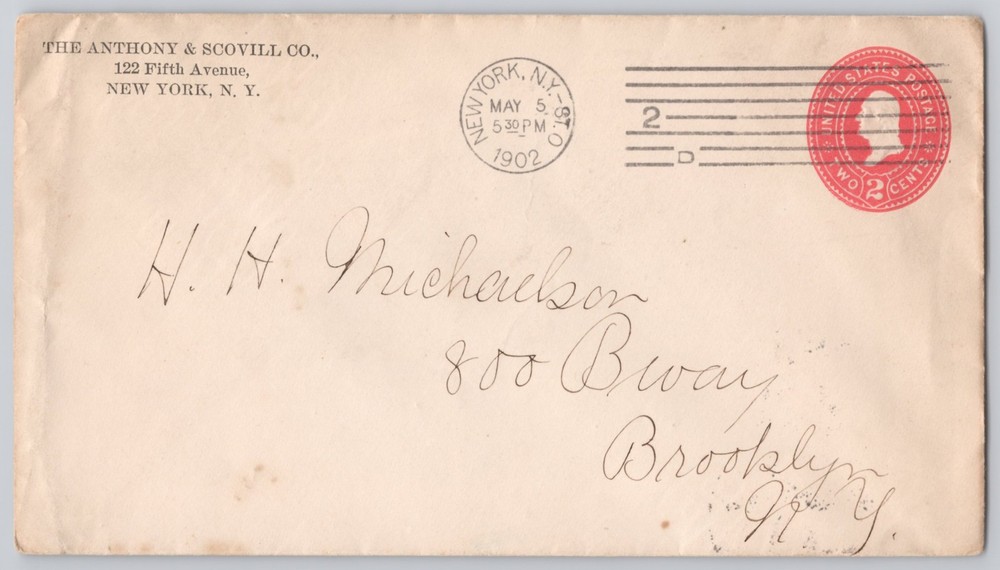 THE ANTHONY & SCOVILL CO.,
122 Fifth Avenue,
NEW YORK, N. Y.
NEW YORK, N.Y.-ST. O
MAY 5
5 30 PM
1902
2
D
UNITED STATES POSTAGE
TWO 2 CENTS
H. H. Michaelson
800 Bway
Brooklyn
N Y.